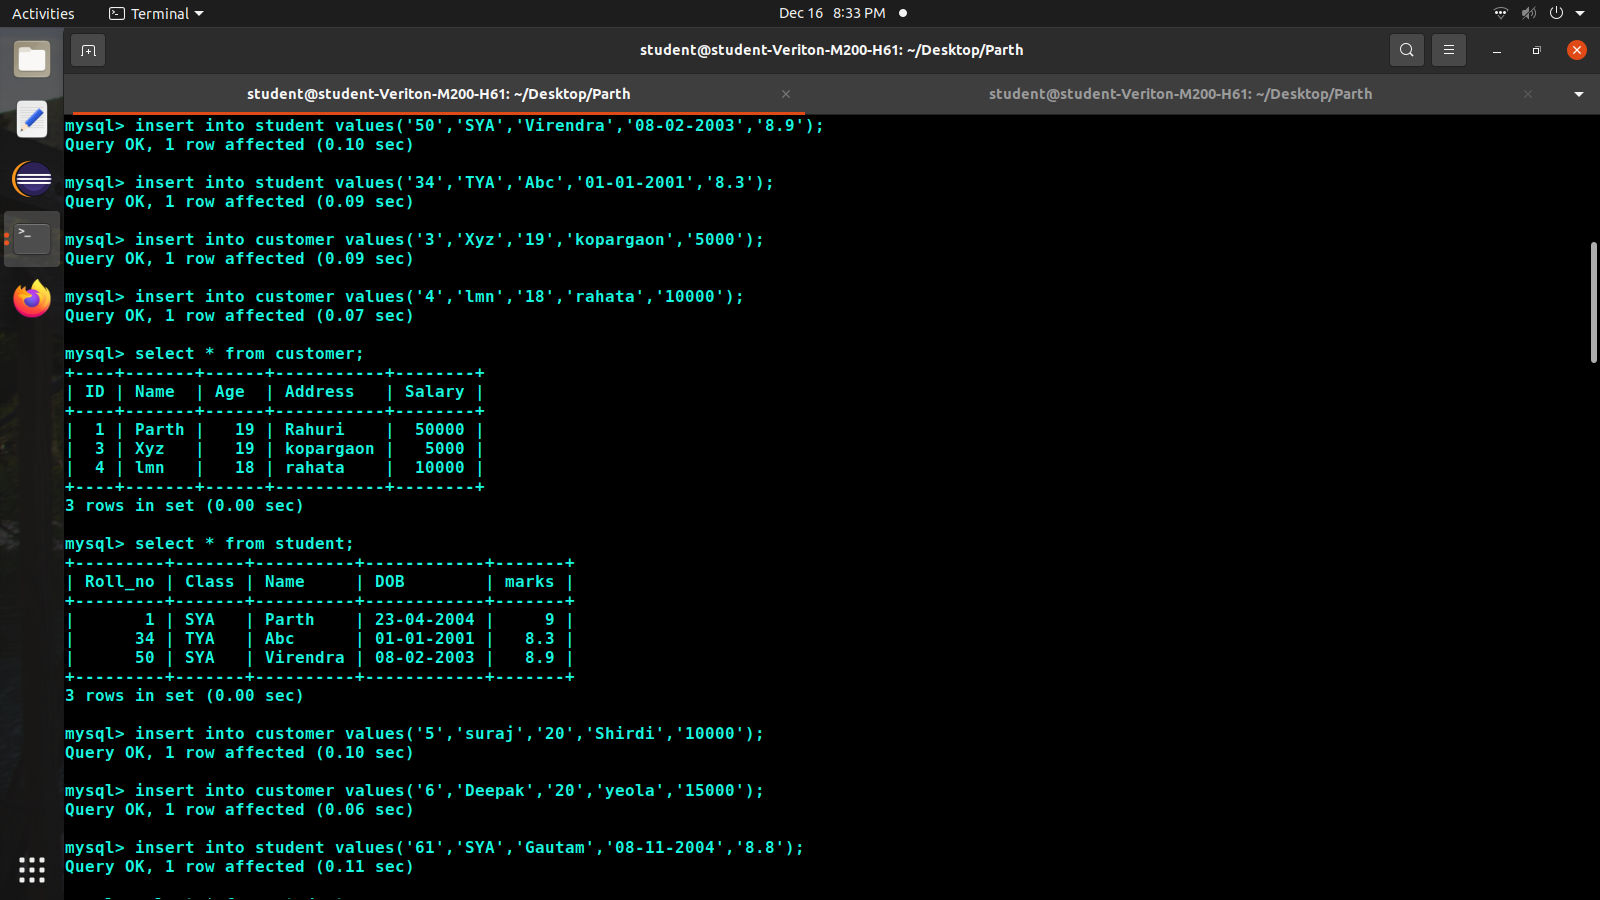 Activities Terminal Dec 16 8:33 PM
student@student-Veriton-M200-H61: ~/Desktop/Parth
student@student-Veriton-M200-H61: ~/Desktop/Parth student@student-Veriton-M200-H61: ~/Desktop/Parth
mysql> insert into student values('50','SYA','Virendra','08-02-2003','8.9');
Query OK, 1 row affected (0.10 sec)
mysql> insert into student values('34','TYA','Abc','01-01-2001','8.3');
Query OK, 1 row affected (0.09 sec)
mysql> insert into customer values('3','Xyz','19','kopargaon','5000');
Query OK, 1 row affected (0.09 sec)
mysql> insert into customer values('4','lmn','18','rahata','10000');
Query OK, 1 row affected (0.07 sec)
mysql> select * from customer;
+----+-------+------+-----------+--------+
| ID | Name  | Age  | Address   | Salary |
+----+-------+------+-----------+--------+
|  1 | Parth |   19 | Rahuri    |  50000 |
|  3 | Xyz   |   19 | kopargaon |   5000 |
|  4 | lmn   |   18 | rahata    |  10000 |
+----+-------+------+-----------+--------+
3 rows in set (0.00 sec)
mysql> select * from student;
+---------+-------+----------+------------+-------+
| Roll_no | Class | Name     | DOB        | marks |
+---------+-------+----------+------------+-------+
|       1 | SYA   | Parth    | 23-04-2004 |     9 |
|      34 | TYA   | Abc      | 01-01-2001 |   8.3 |
|      50 | SYA   | Virendra | 08-02-2003 |   8.9 |
+---------+-------+----------+------------+-------+
3 rows in set (0.00 sec)
mysql> insert into customer values('5','suraj','20','Shirdi','10000');
Query OK, 1 row affected (0.10 sec)
mysql> insert into customer values('6','Deepak','20','yeola','15000');
Query OK, 1 row affected (0.06 sec)
mysql> insert into student values('61','SYA','Gautam','08-11-2004','8.8');
Query OK, 1 row affected (0.11 sec)